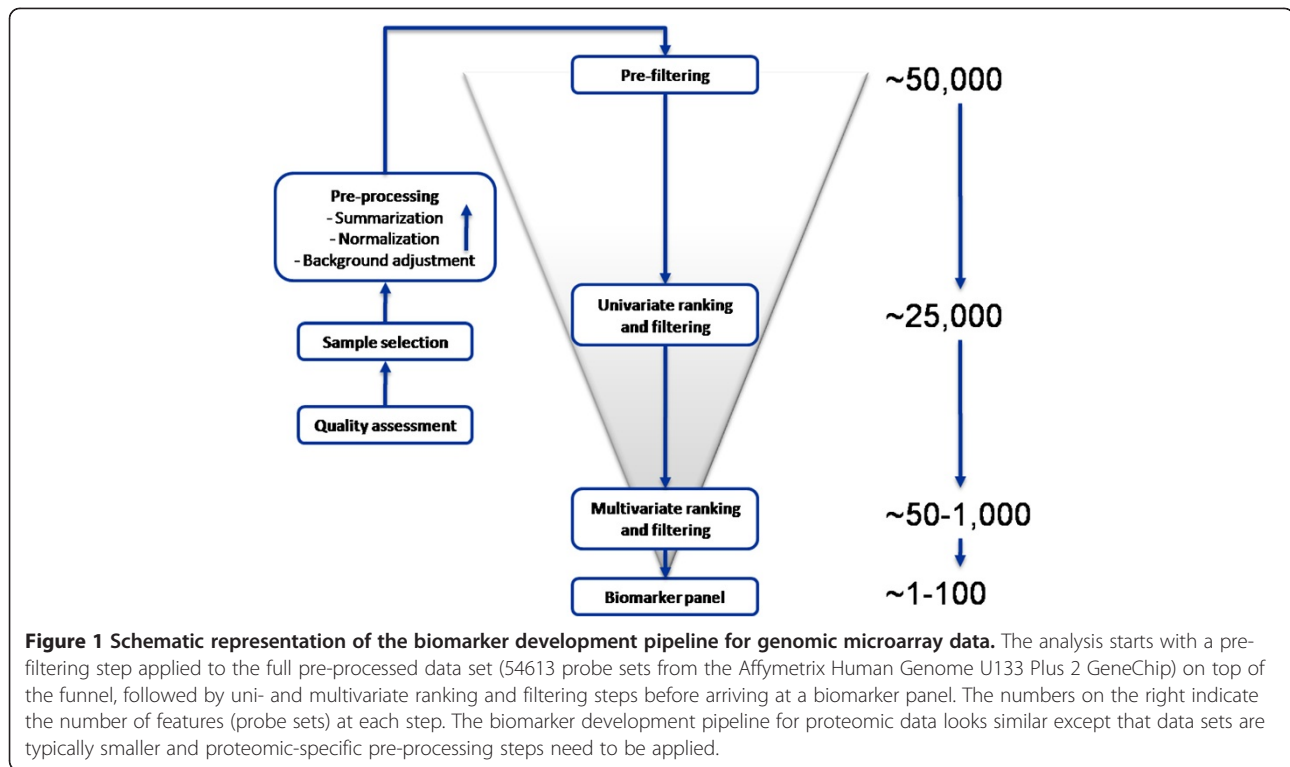 Pre-filtering
~50,000
Pre-processing
- Summarization
- Normalization
- Background adjustment
Univariate ranking
and filtering
~25,000
Sample selection
Quality assessment
Multivariate ranking
and filtering
~50-1,000
Biomarker panel
~1-100
Figure 1 Schematic representation of the biomarker development pipeline for genomic microarray data. The analysis starts with a pre-
filtering step applied to the full pre-processed data set (54613 probe sets from the Affymetrix Human Genome U133 Plus 2 GeneChip) on top of
the funnel, followed by uni- and multivariate ranking and filtering steps before arriving at a biomarker panel. The numbers on the right indicate
the number of features (probe sets) at each step. The biomarker development pipeline for proteomic data looks similar except that data sets are
typically smaller and proteomic-specific pre-processing steps need to be applied.